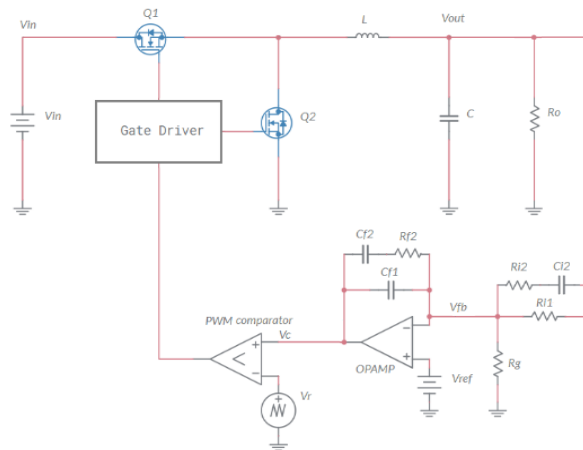 Vin
Q1
L
Vout
Vin
Gate Driver
Q2
C
Ro
Cf2
Rf2
Cf1
Ri2
Ci2
Vfb
Ri1
PWM comparator
Vc
+
-
<
-
+
OPAMP
Vref
Rg
Vr
+